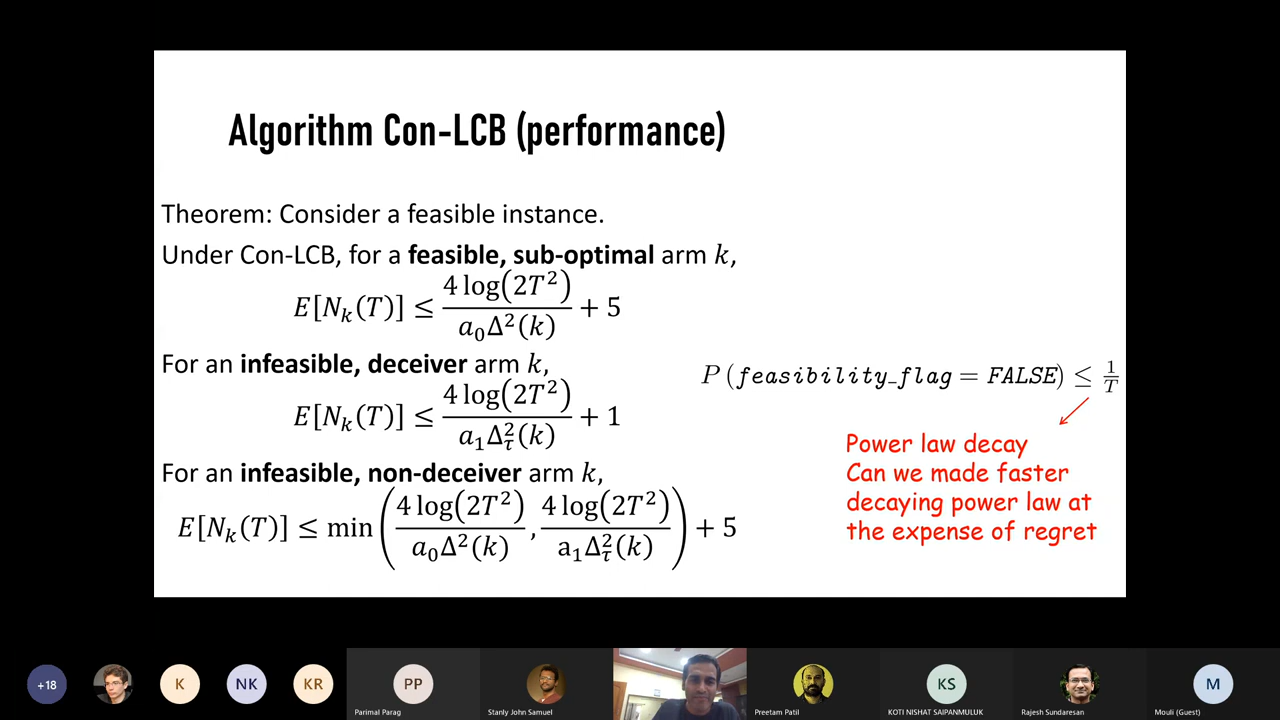 Algorithm Con-LCB (performance)
Theorem: Consider a feasible instance.
Under Con-LCB, for a feasible, sub-optimal arm k,
E[N_k(T)] ≤ 4 log(2T²) / (a₀Δ²(k)) + 5
For an infeasible, deceiver arm k,
E[N_k(T)] ≤ 4 log(2T²) / (a₁Δ_τ²(k)) + 1
For an infeasible, non-deceiver arm k,
E[N_k(T)] ≤ min(4 log(2T²) / (a₀Δ²(k)), 4 log(2T²) / (a₁Δ_τ²(k))) + 5
P (feasibility_flag = FALSE) ≤ 1/T
Power law decay
Can we made faster
decaying power law at
the expense of regret
+18
K
NK
KR
PP
Parimal Parag
Stanly John Samuel
Preetam Patil
KS
KOTI NISHAT SAIPANMULUK
Rajesh Sundaresan
M
Mouli (Guest)